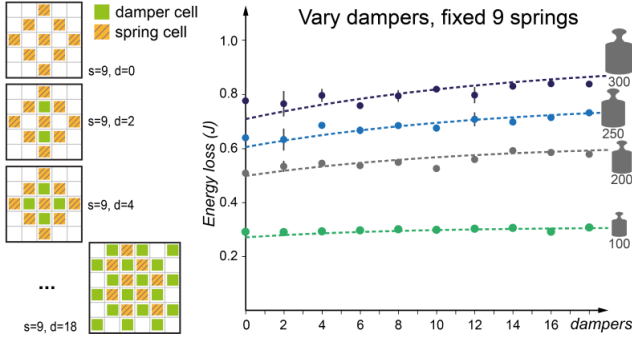 damper cell
spring cell
s=9, d=0
s=9, d=2
s=9, d=4
...
s=9, d=18
Vary dampers, fixed 9 springs
Energy loss (J)
1.0
0.8
0.6
0.4
0.2
0 2 4 6 8 10 12 14 16 dampers
300
250
200
100